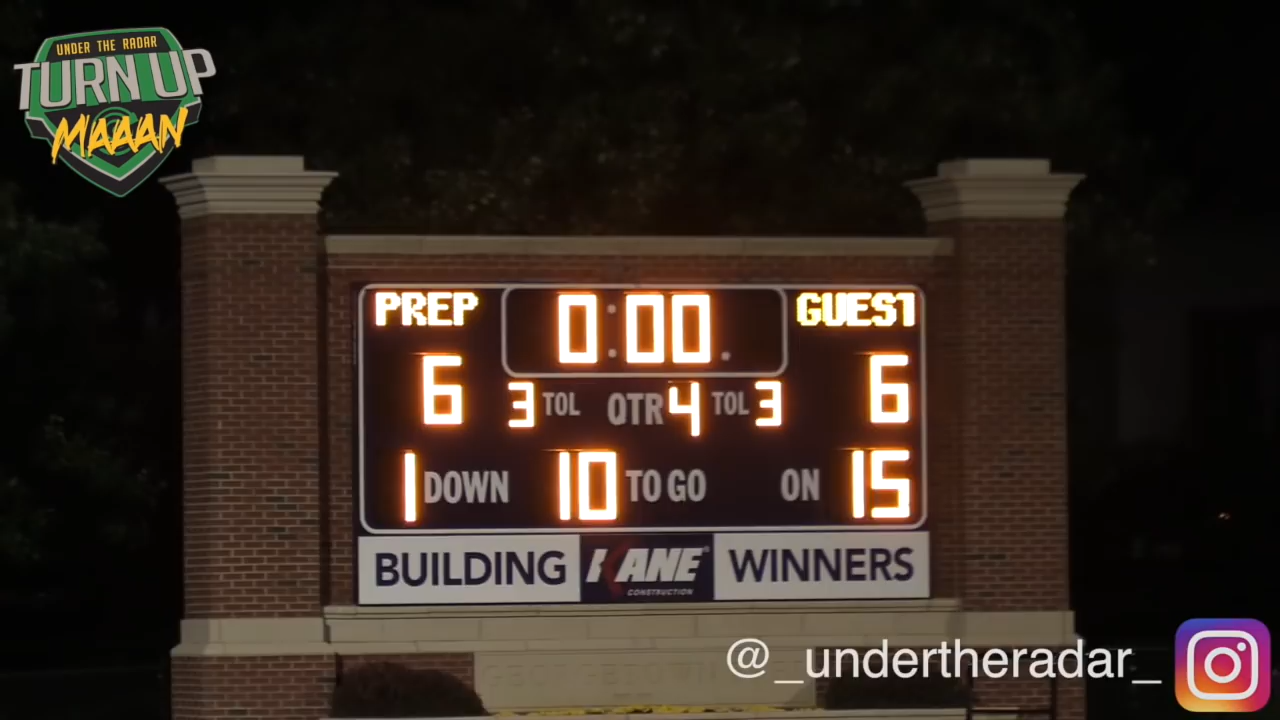 UNDER THE RADAR
TURN UP
MAAAN
PREP 0:00 GUEST
6 3 TOL QTR 4 TOL 3 6
1 DOWN 10 TO GO ON 15
BUILDING KANE CONSTRUCTION WINNERS
@_undertheradar_